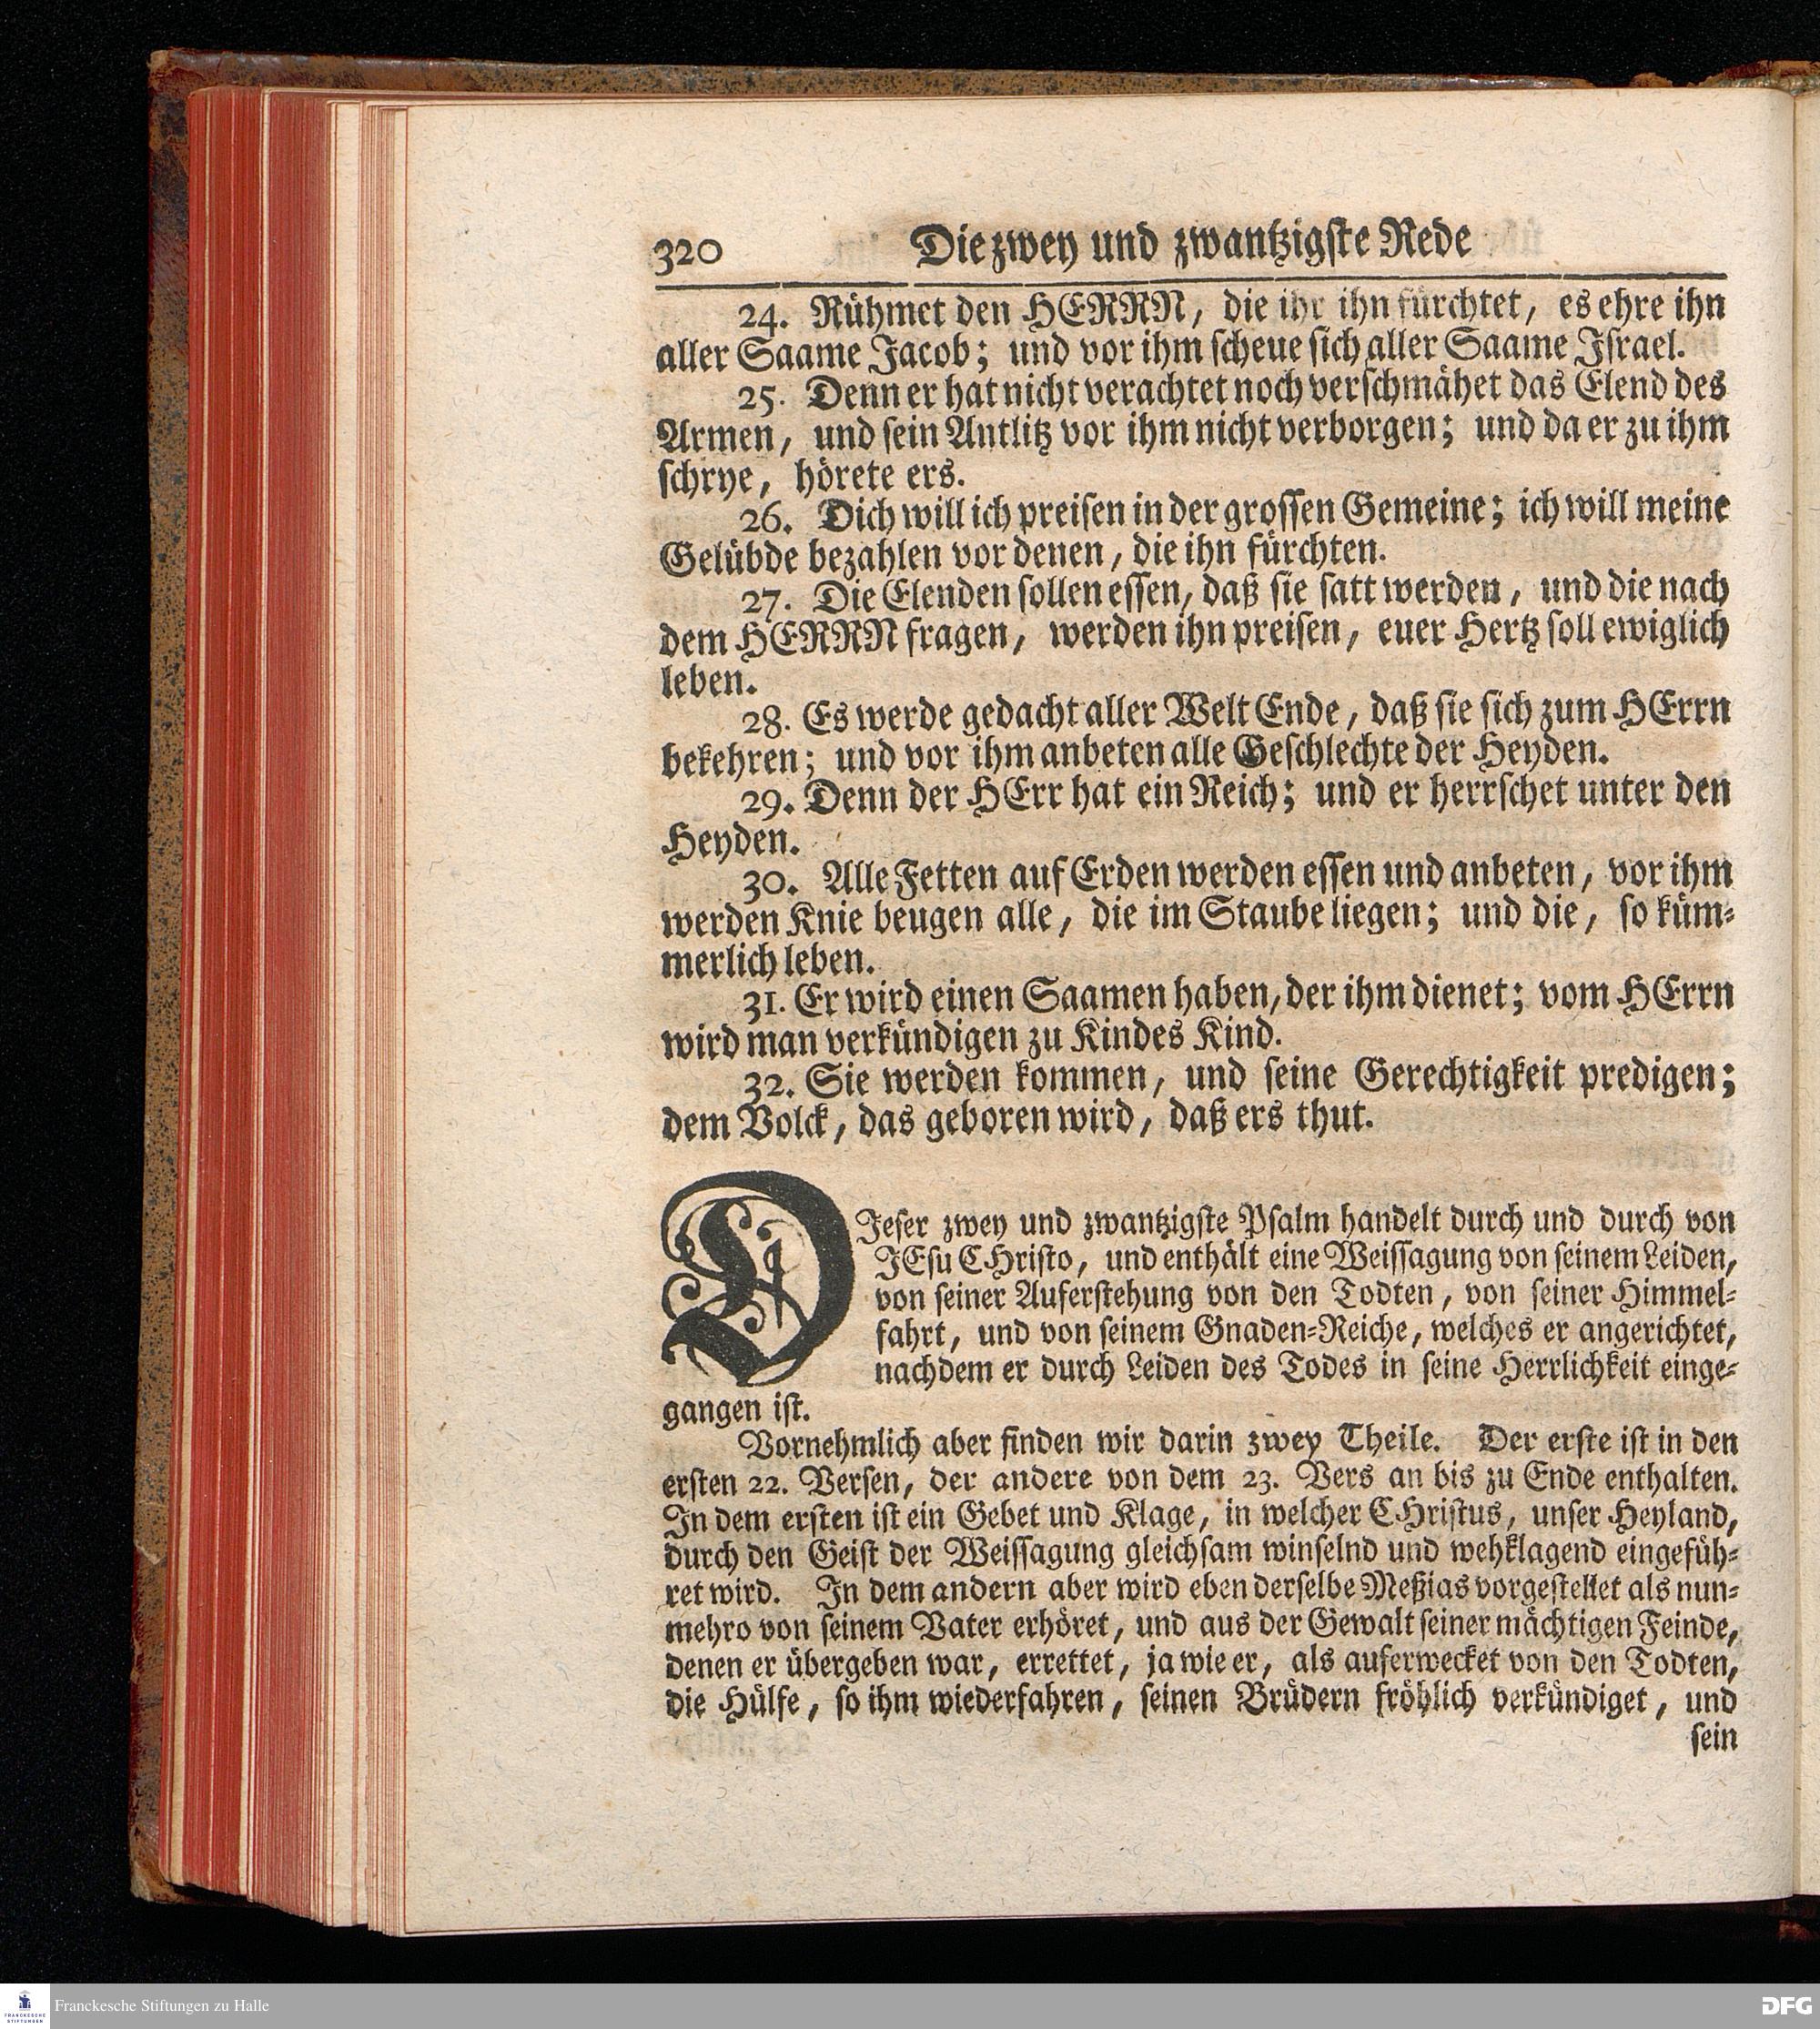 320 Die zwey und zwantzigste Rede
24. Rühmet den HERRN, die ihr ihn fürchtet, es ehre ihn
aller Saame Jacob; und vor ihm scheue sich aller Saame Israel.
25. Denn er hat nicht verachtet noch verschmähet das Elend des
Armen, und sein Antlitz vor ihm nicht verborgen; und da er zu ihm
schrye, hörete ers.
26. Dich will ich preisen in der grossen Gemeine; ich will meine
Gelübde bezahlen vor denen, die ihn fürchten.
27. Die Elenden sollen essen, daß sie satt werden, und die nach
dem HERRN fragen, werden ihn preisen, euer Hertz soll ewiglich
leben.
28. Es werde gedacht aller Welt Ende, daß sie sich zum HErrn
bekehren; und vor ihm anbeten alle Geschlechte der Heyden.
29. Denn der HErr hat ein Reich; und er herrschet unter den
Heyden.
30. Alle Fetten auf Erden werden essen und anbeten, vor ihm
werden Knie beugen alle, die im Staube liegen; und die, so küm-
merlich leben.
31. Er wird einen Saamen haben, der ihm dienet; vom HErrn
wird man verkündigen zu Kindes Kind.
32. Sie werden kommen, und seine Gerechtigkeit predigen;
dem Volck, das geboren wird, daß ers thut.
DIeser zwey und zwantzigste Psalm handelt durch und durch von
JEsu CHristo, und enthält eine Weissagung von seinem Leiden,
von seiner Auferstehung von den Todten, von seiner Himmel-
fahrt, und von seinem Gnaden-Reiche, welches er angerichtet,
nachdem er durch Leiden des Todes in seine Herrlichkeit einge-
gangen ist.
Vornehmlich aber finden wir darin zwey Theile. Der erste ist in den
ersten 22. Versen, der andere von dem 23. Vers an bis zu Ende enthalten.
In dem ersten ist ein Gebet und Klage, in welcher CHristus, unser Heyland,
durch den Geist der Weissagung gleichsam winselnd und wehklagend eingefüh-
ret wird. In dem andern aber wird eben derselbe Meßias vorgestellet als nun-
mehro von seinem Vater erhöret, und aus der Gewalt seiner mächtigen Feinde,
denen er übergeben war, errettet, ja wie er, als auferwecket von den Todten,
die Hülfe, so ihm wiederfahren, seinen Brüdern fröhlich verkündiget, und
sein
Franckesche Stiftungen zu Halle
DFG